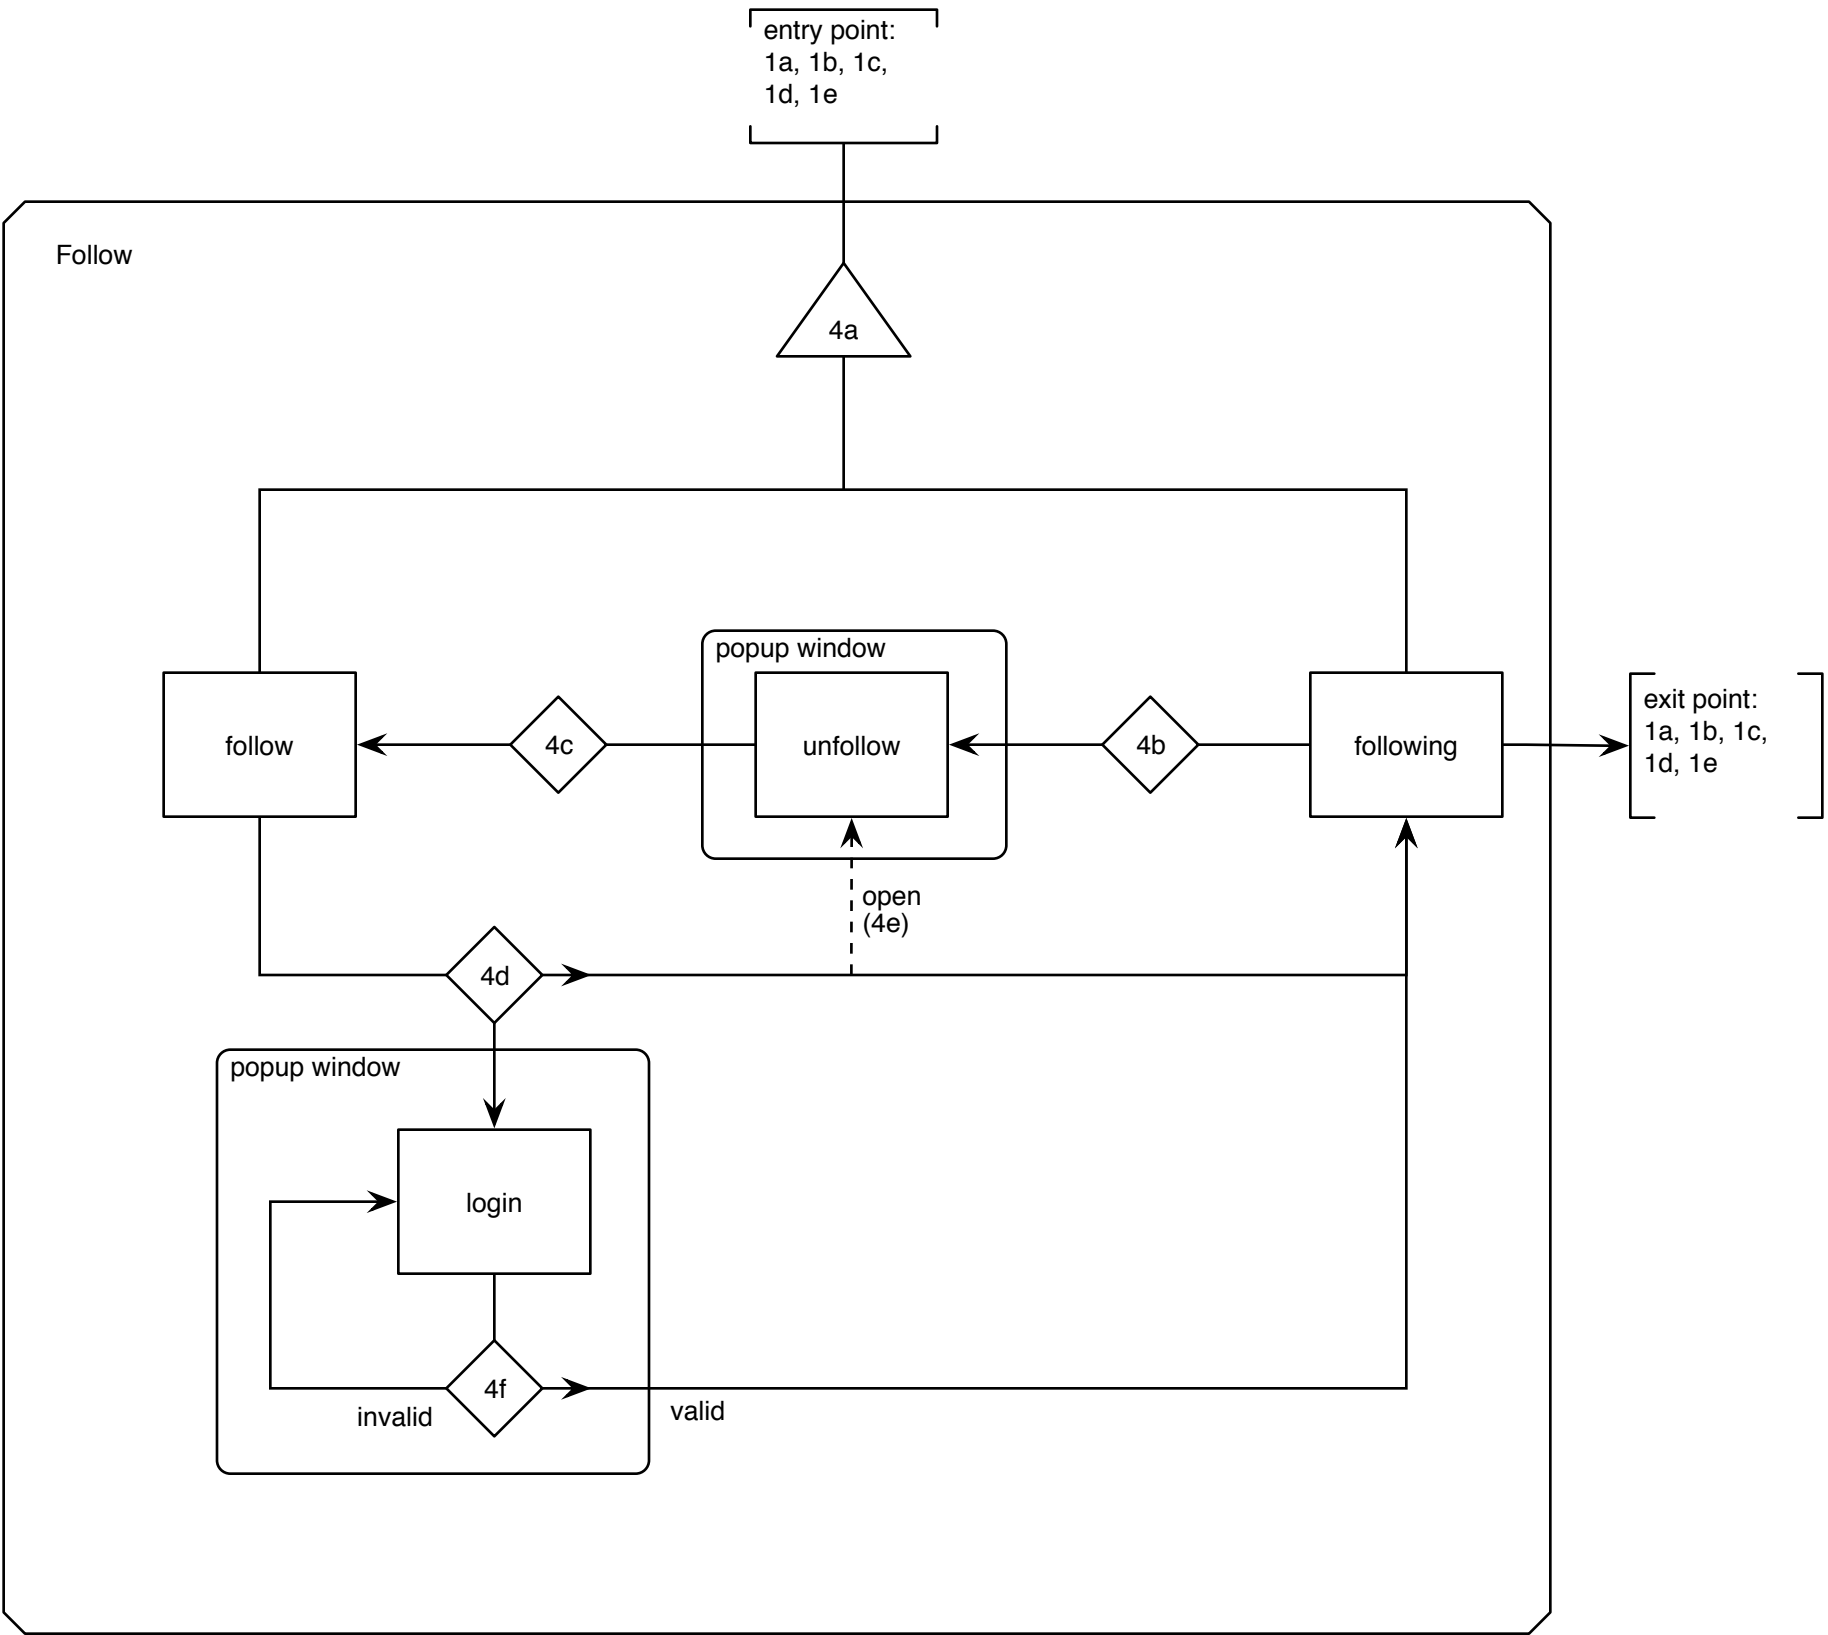 entry point:
1a, 1b, 1c,
1d, 1e
Follow
4a
popup window
follow
4c
unfollow
4b
following
exit point:
1a, 1b, 1c,
1d, 1e
open
(4e)
4d
popup window
login
4f
invalid
valid